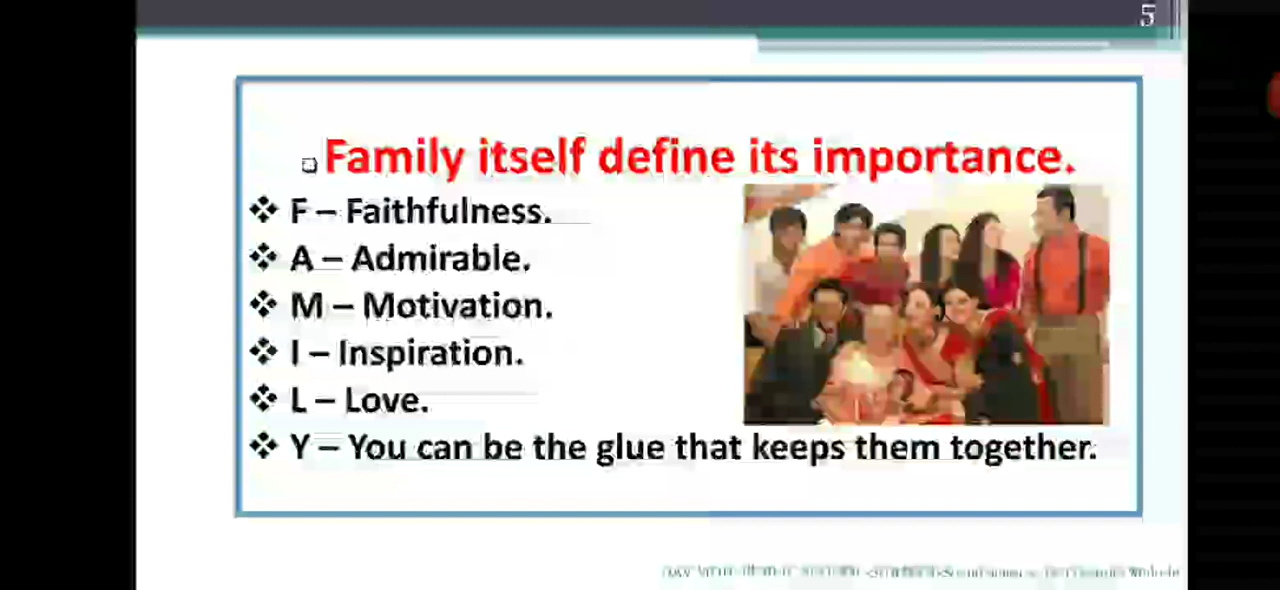 5
Family itself define its importance.
F – Faithfulness.
A – Admirable.
M – Motivation.
I – Inspiration.
L – Love.
Y – You can be the glue that keeps them together.